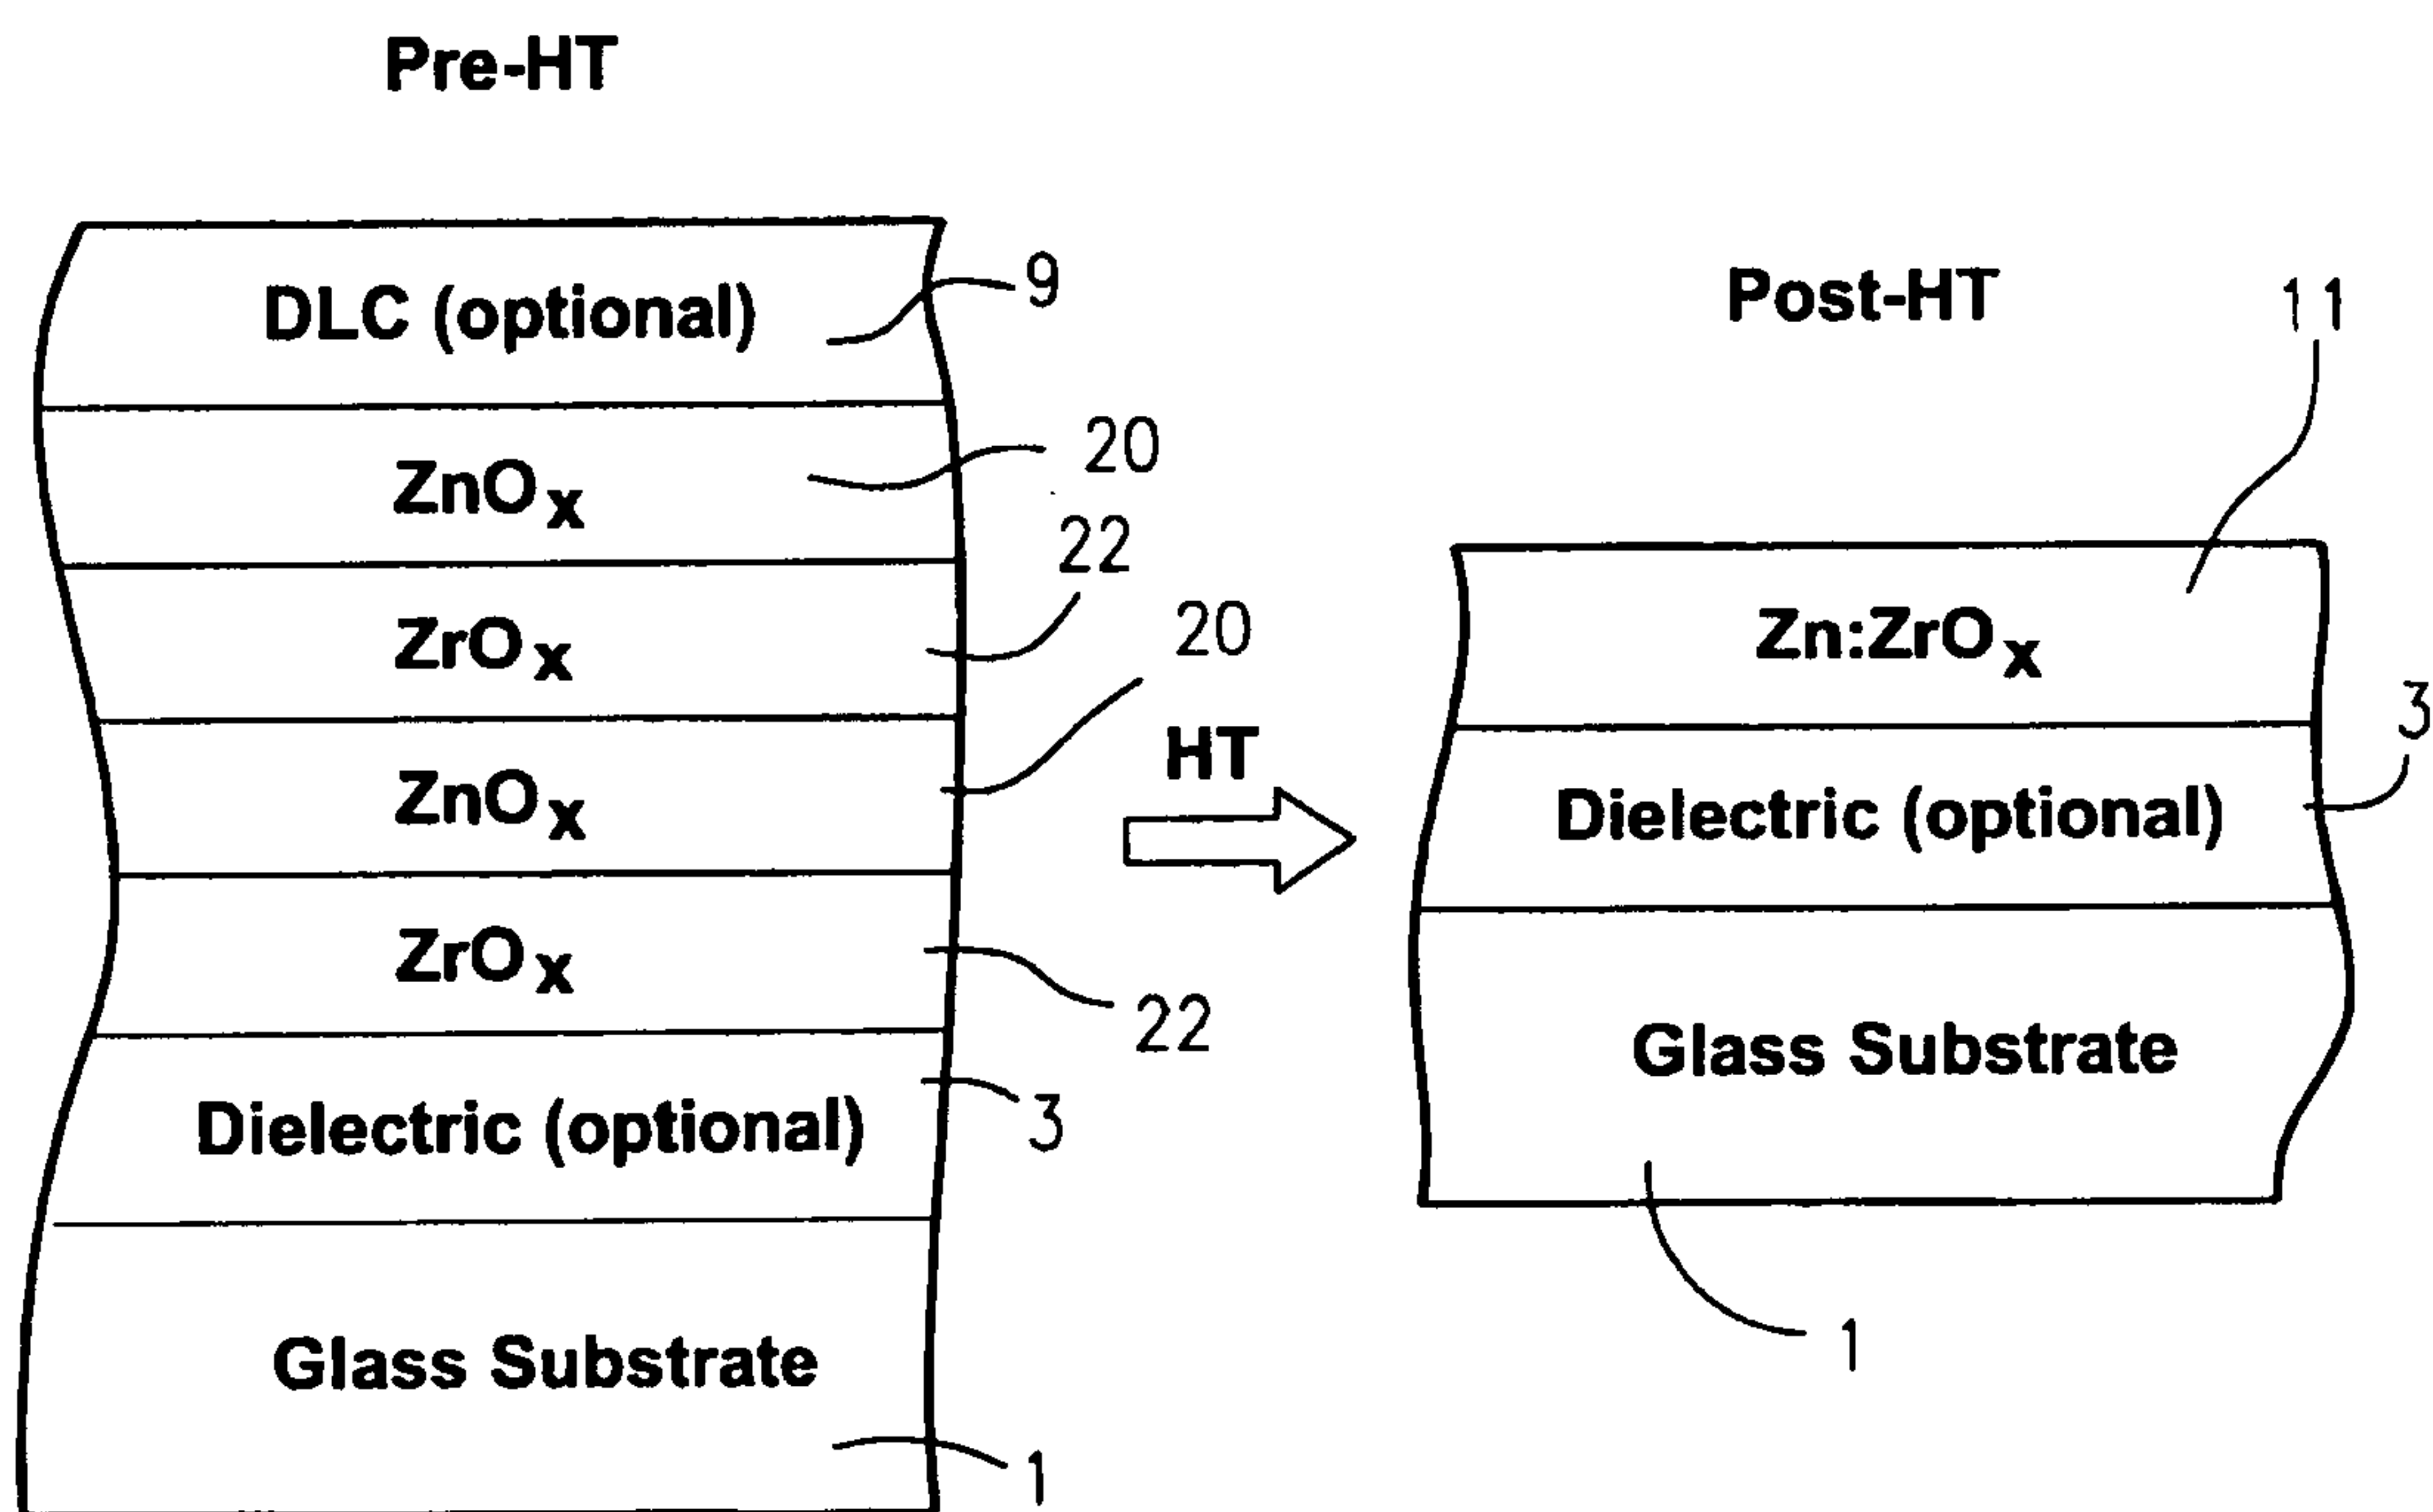 Pre-HT
DLC (optional)
9
ZnOx
20
ZrOx
22
ZnOx
20
ZrOx
22
Dielectric (optional)
3
Glass Substrate
1
HT
Post-HT
11
Zn:ZrOx
Dielectric (optional)
3
Glass Substrate
1